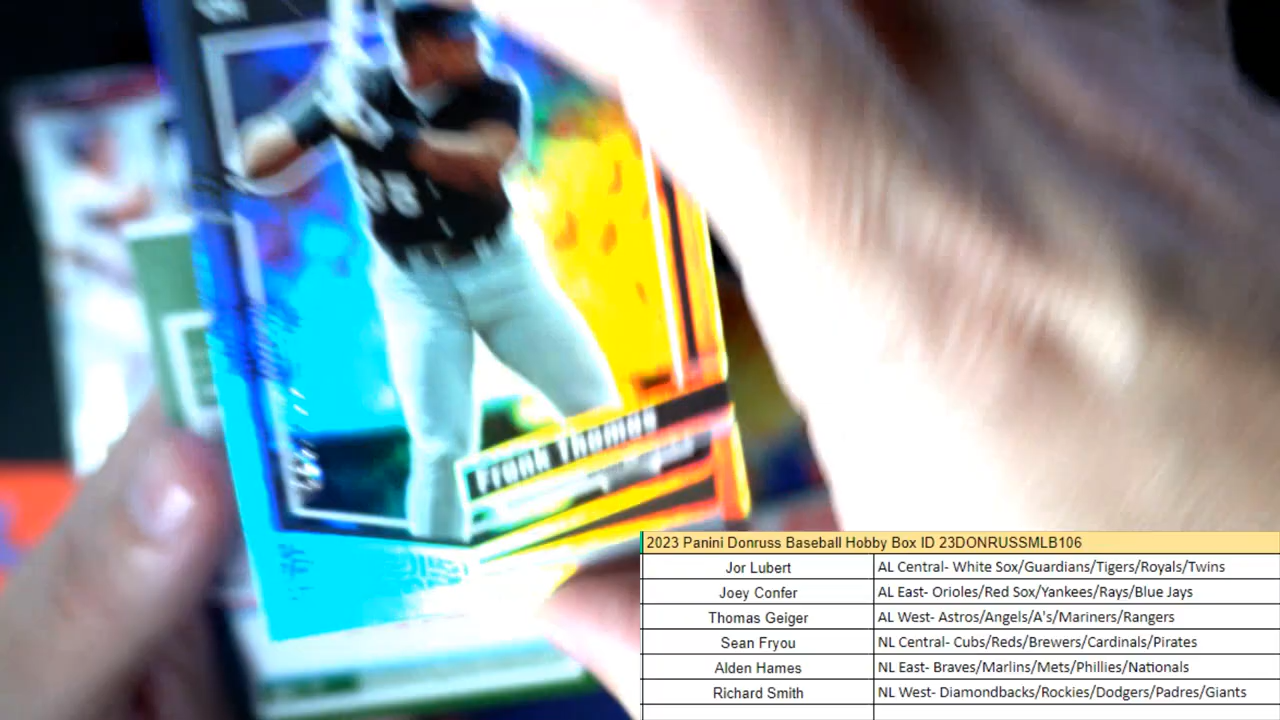 35
Frank Thomas
2023 Panini Donruss Baseball Hobby Box ID 23DONRUSSMLB106
Jor Lubert AL Central- White Sox/Guardians/Tigers/Royals/Twins
Joey Confer AL East- Orioles/Red Sox/Yankees/Rays/Blue Jays
Thomas Geiger AL West- Astros/Angels/A's/Mariners/Rangers
Sean Fryou NL Central- Cubs/Reds/Brewers/Cardinals/Pirates
Alden Hames NL East- Braves/Marlins/Mets/Phillies/Nationals
Richard Smith NL West- Diamondbacks/Rockies/Dodgers/Padres/Giants